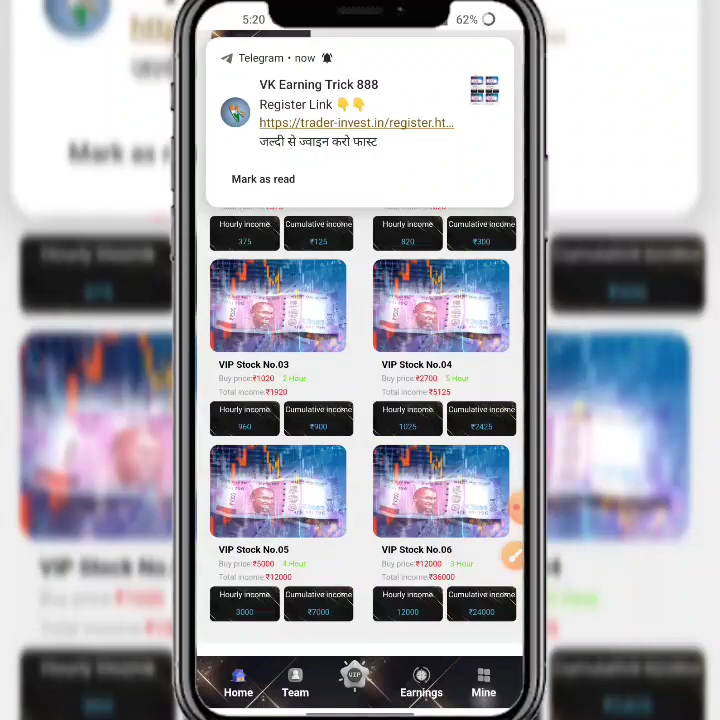 5:20
62%
Telegram • now
VK Earning Trick 888
Register Link 👇👇
https://trader-invest.in/register.ht...
जल्दी से ज्वाइन करो फास्ट
Mark as read
Hourly income Cumulative income Hourly income Cumulative income
375 ₹125 820 ₹300
VIP Stock No.03 VIP Stock No.04
Buy price:₹1020 2 Hour Buy price:₹2700 5 Hour
Total income:₹1920 Total income:₹5125
Hourly income Cumulative income Hourly income Cumulative income
960 ₹900 1025 ₹2425
VIP Stock No.05 VIP Stock No.06
Buy price:₹5000 4 Hour Buy price:₹12000 3 Hour
Total income:₹12000 Total income:₹36000
Hourly income Cumulative income Hourly income Cumulative income
3000 ₹7000 12000 ₹24000
VIP
Home Team Earnings Mine